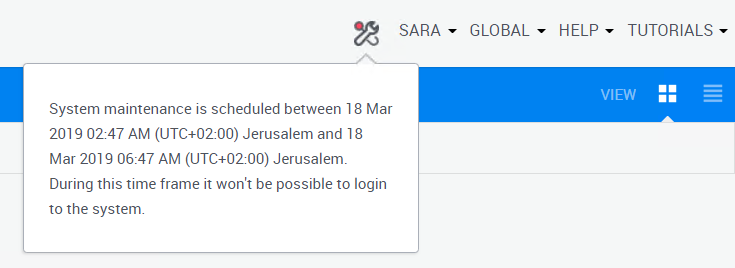 SARA GLOBAL HELP TUTORIALS
VIEW
System maintenance is scheduled between 18 Mar
2019 02:47 AM (UTC+02:00) Jerusalem and 18
Mar 2019 06:47 AM (UTC+02:00) Jerusalem.
During this time frame it won't be possible to login
to the system.